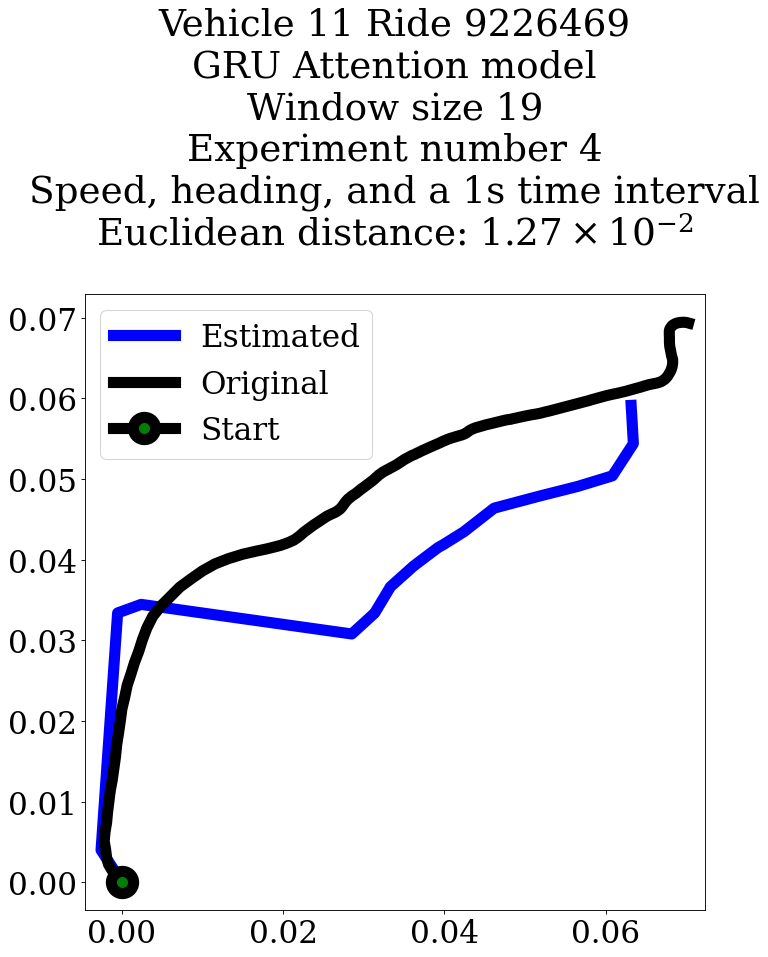 Vehicle 11 Ride 9226469
GRU Attention model
Window size 19
Experiment number 4
Speed, heading, and a 1s time interval
Euclidean distance: 1.27 × 10⁻²
Estimated
Original
Start
0.07
0.06
0.05
0.04
0.03
0.02
0.01
0.00
0.00 0.02 0.04 0.06